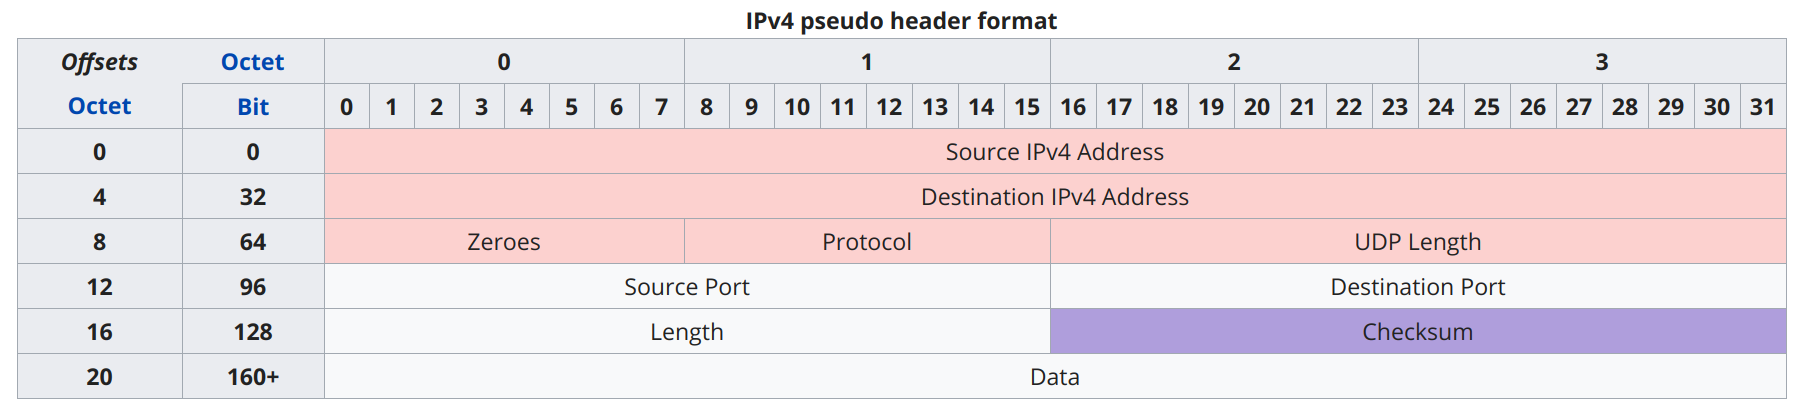 IPv4 pseudo header format
Offsets Octet 0 1 2 3
Octet Bit 0 1 2 3 4 5 6 7 8 9 10 11 12 13 14 15 16 17 18 19 20 21 22 23 24 25 26 27 28 29 30 31
0 0 Source IPv4 Address
4 32 Destination IPv4 Address
8 64 Zeroes Protocol UDP Length
12 96 Source Port Destination Port
16 128 Length Checksum
20 160+ Data